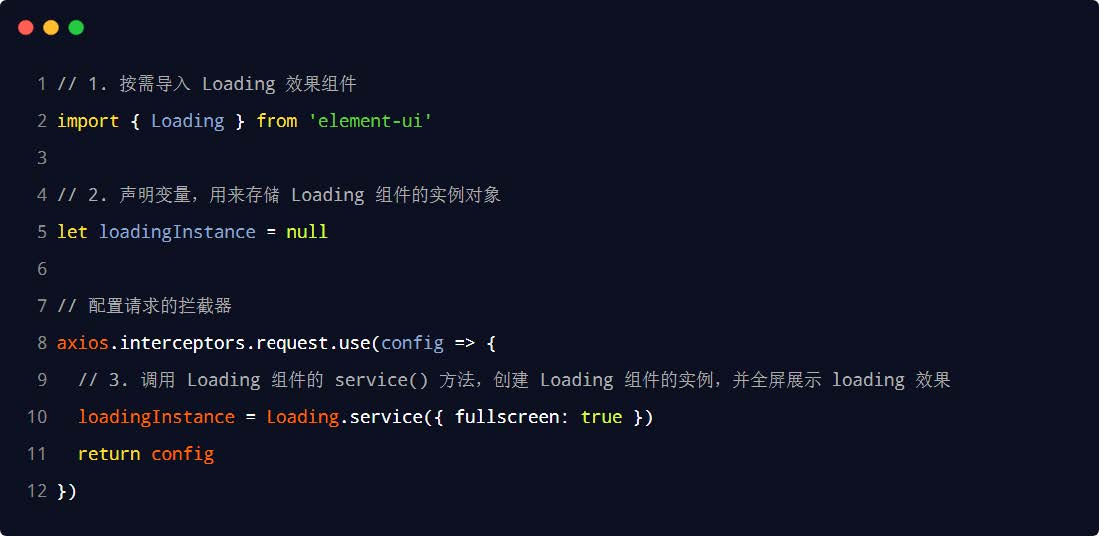 1 // 1. 按需导入 Loading 效果组件
2 import { Loading } from 'element-ui'
3
4 // 2. 声明变量，用来存储 Loading 组件的实例对象
5 let loadingInstance = null
6
7 // 配置请求的拦截器
8 axios.interceptors.request.use(config => {
9   // 3. 调用 Loading 组件的 service() 方法，创建 Loading 组件的实例，并全屏展示 loading 效果
10   loadingInstance = Loading.service({ fullscreen: true })
11   return config
12 })